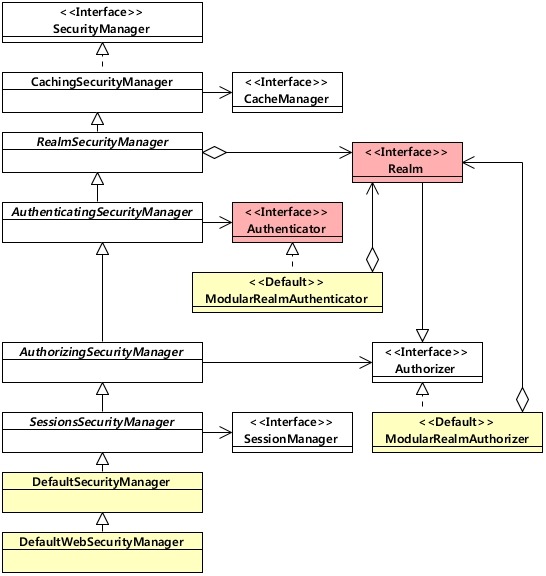 <<Interface>>
SecurityManager
CachingSecurityManager
<<Interface>>
CacheManager
RealmSecurityManager
<<Interface>>
Realm
AuthenticatingSecurityManager
<<Interface>>
Authenticator
<<Default>>
ModularRealmAuthenticator
AuthorizingSecurityManager
<<Interface>>
Authorizer
SessionsSecurityManager
<<Interface>>
SessionManager
<<Default>>
ModularRealmAuthorizer
DefaultSecurityManager
DefaultWebSecurityManager